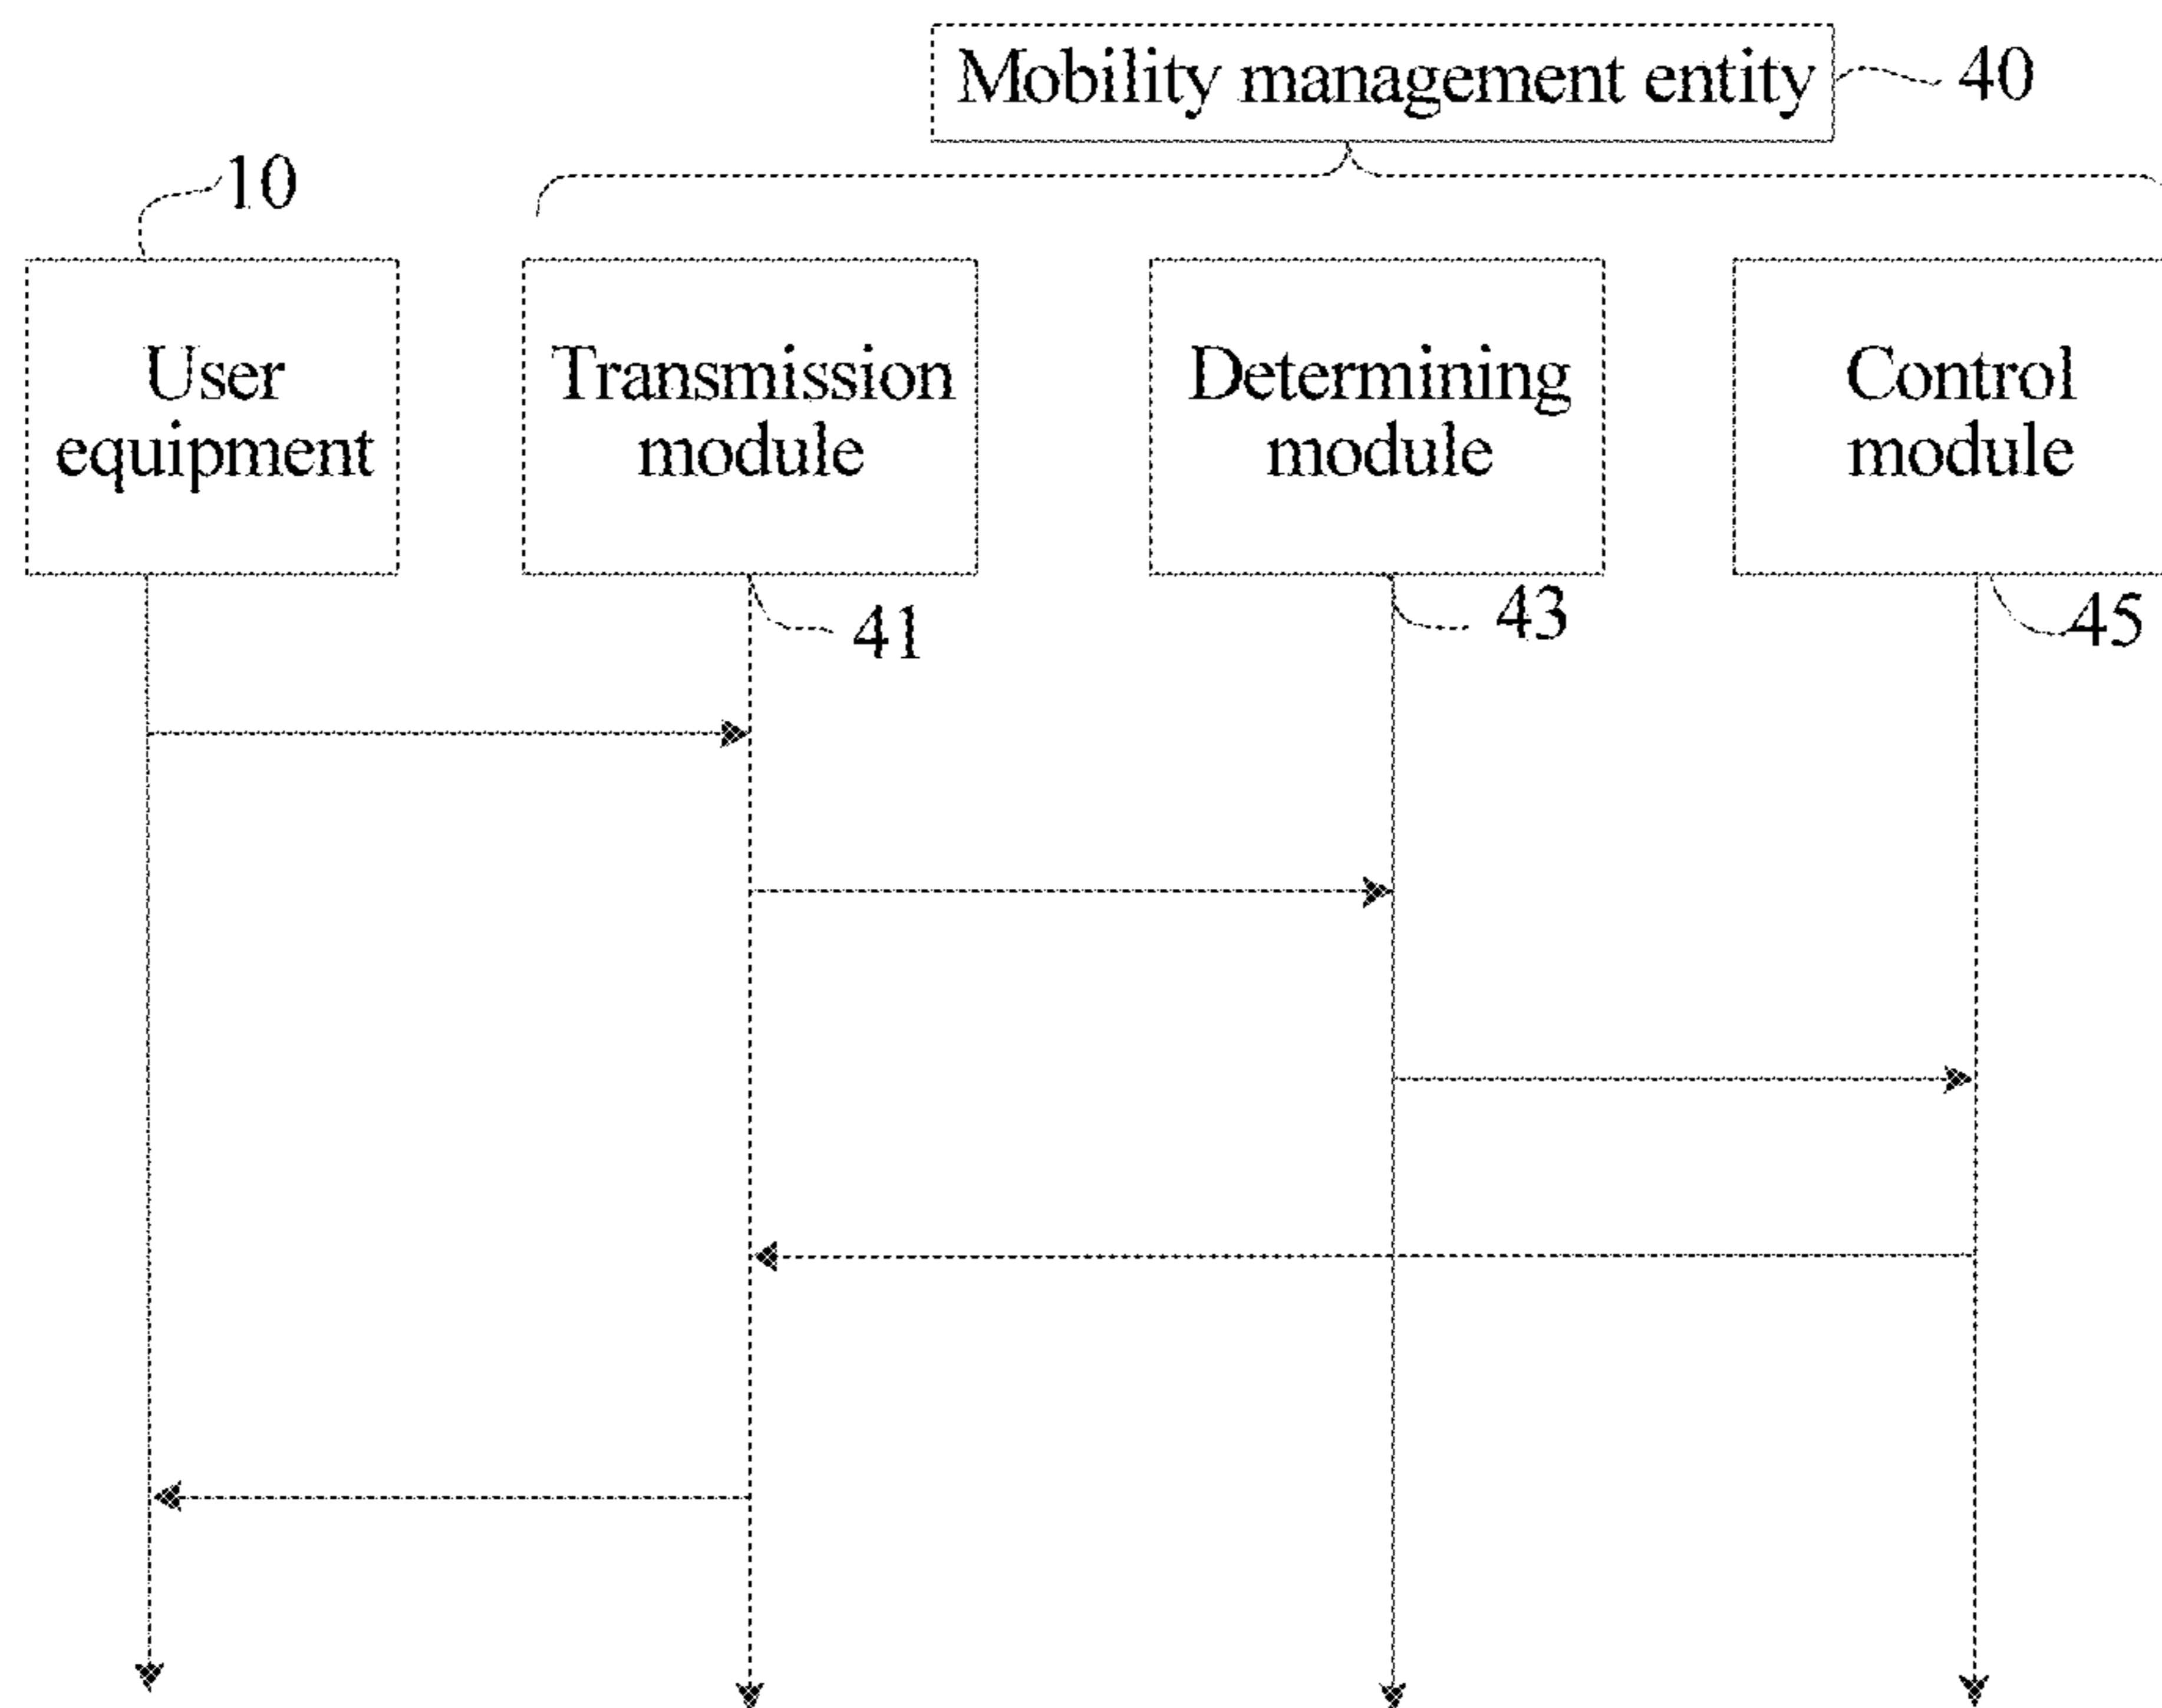 Mobility management entity
40
10
User
equipment
Transmission
module
Determining
module
Control
module
41
43
45